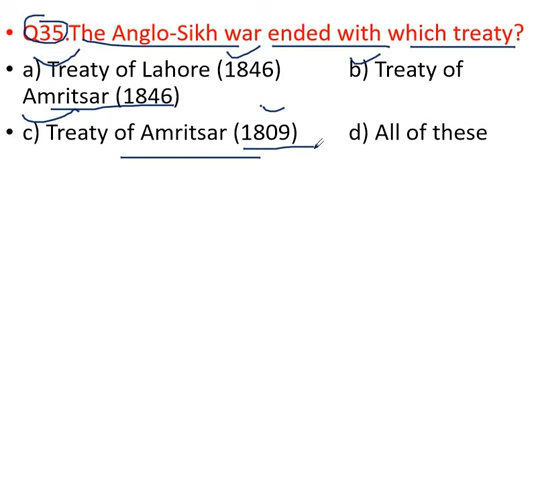 • Q35.The Anglo-Sikh war ended with which treaty?
• a) Treaty of Lahore (1846) b) Treaty of
Amritsar (1846)
• c) Treaty of Amritsar (1809) d) All of these